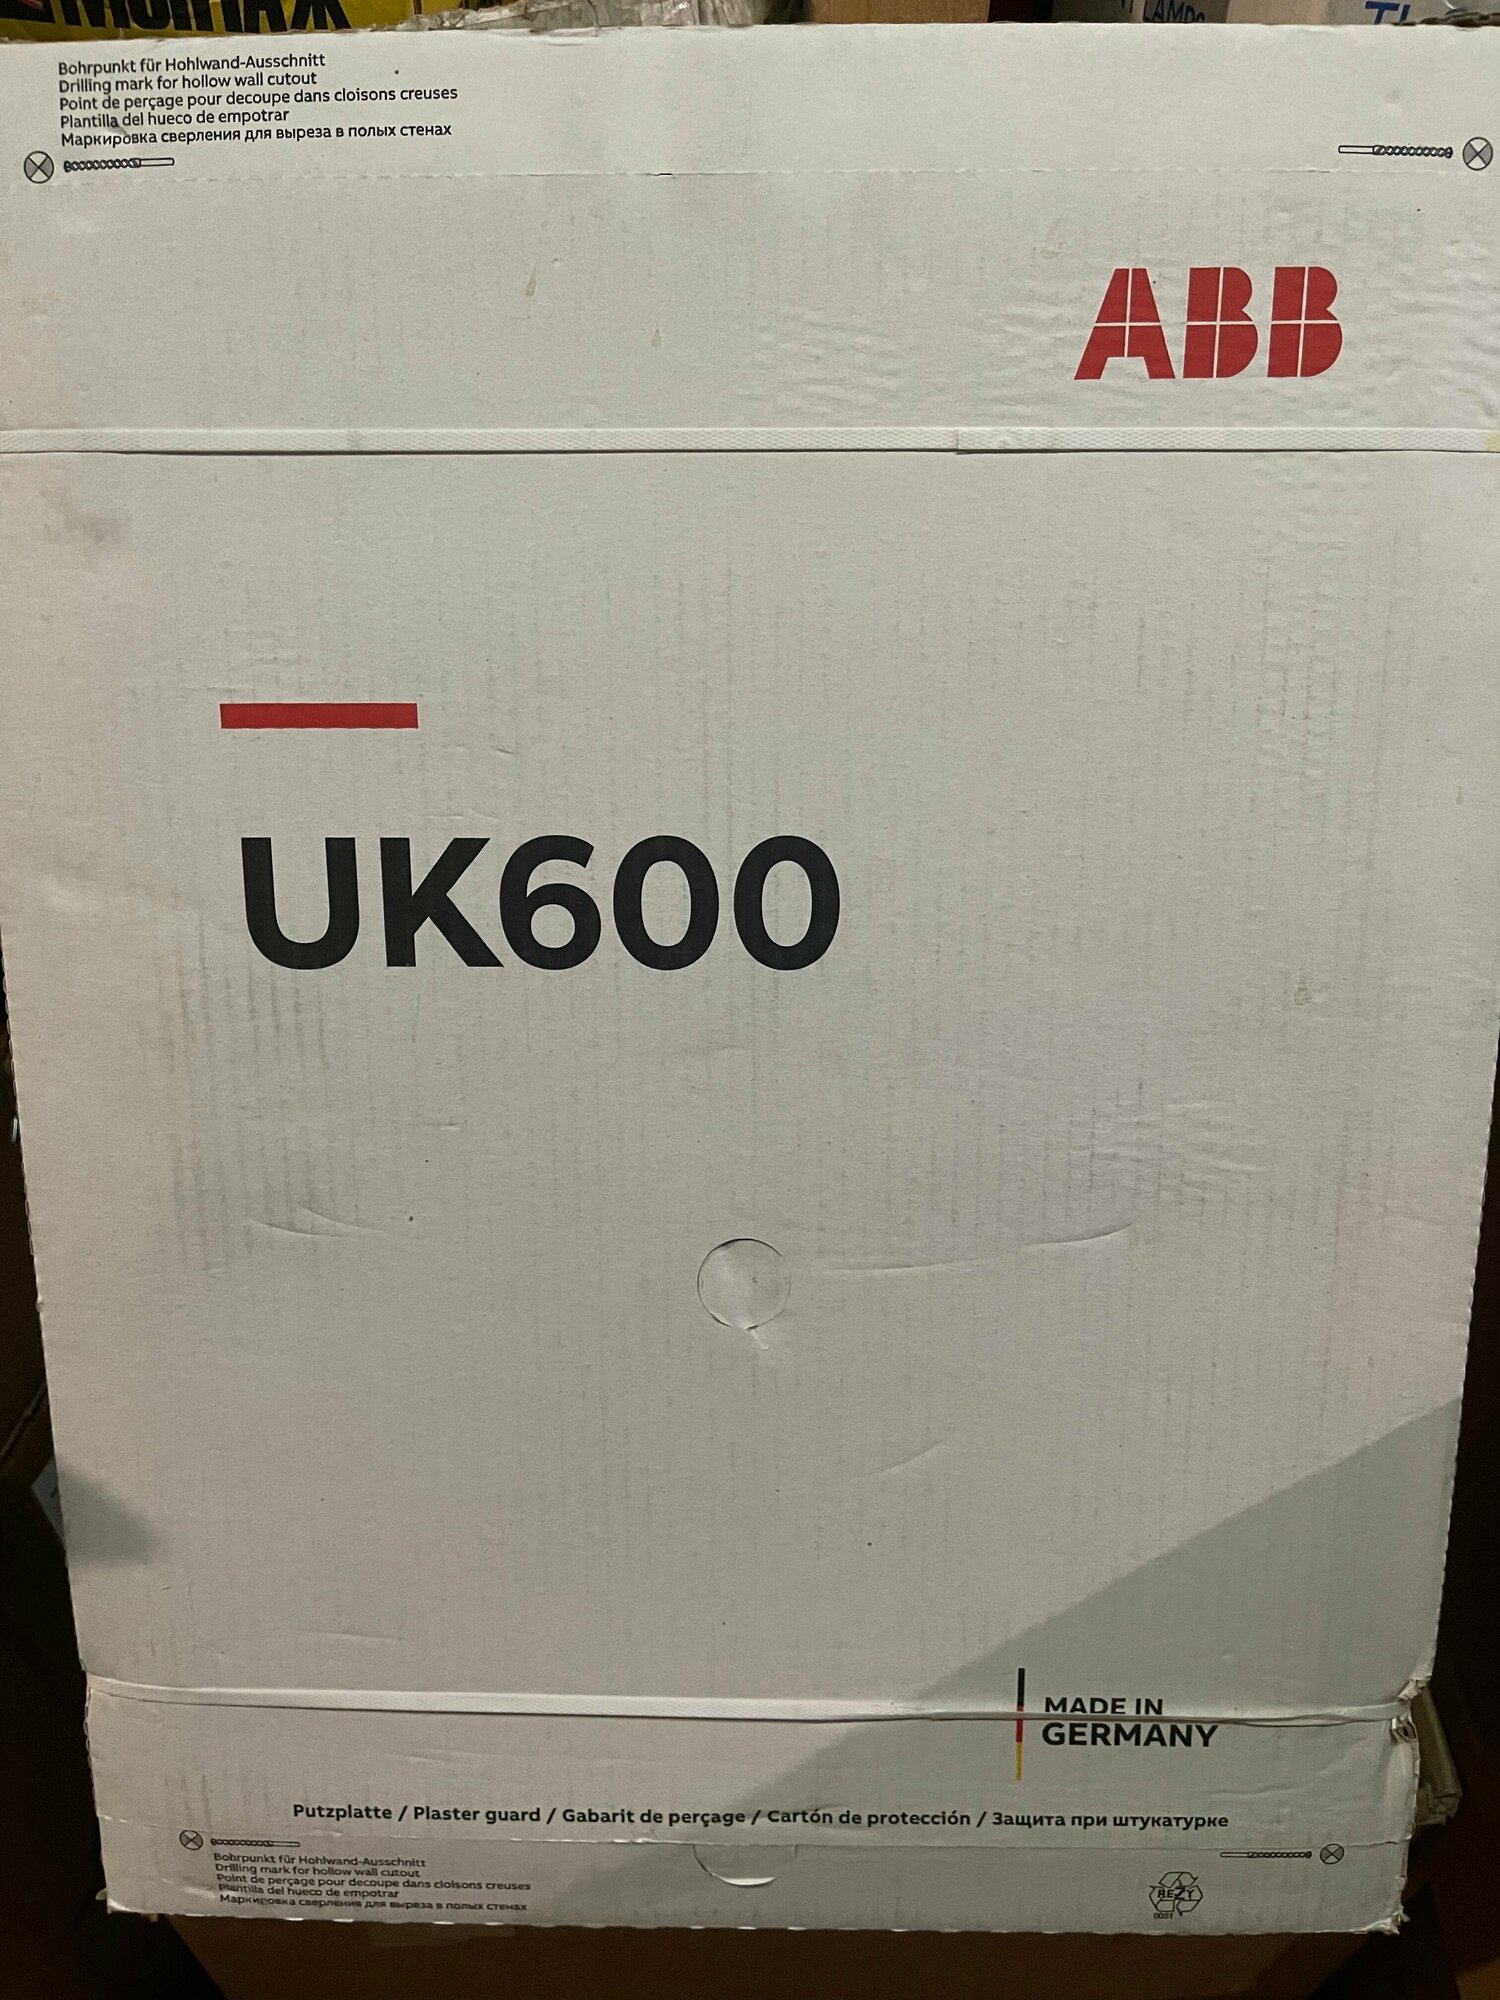 Bohrpunkt für Hohlwand-Ausschnitt
Drilling mark for hollow wall cutout
Point de perçage pour decoupe dans cloisons creuses
Plantilla del hueco de empotrar
Маркировка сверления для выреза в полых стенах
ABB
UK600
MADE IN
GERMANY
Putzplatte / Plaster guard / Gabarit de perçage / Cartón de protección / Защита при штукатурке
Bohrpunkt für Hohlwand-Ausschnitt
Drilling mark for hollow wall cutout
Point de perçage pour decoupe dans cloisons creuses
Plantilla del hueco de empotrar
Маркировка сверления для выреза в полых стенах
REZY
0051